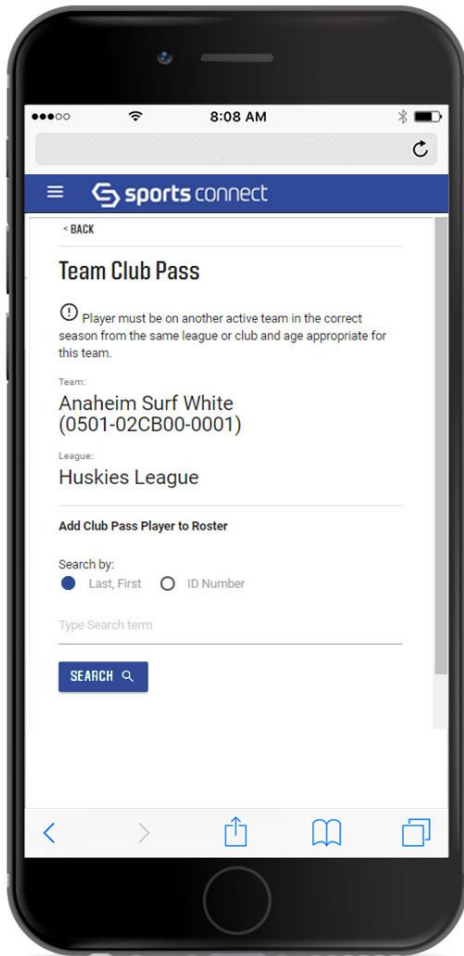 8:08 AM
sports connect
< BACK
Team Club Pass
Player must be on another active team in the correct
season from the same league or club and age appropriate for
this team.
Team:
Anaheim Surf White
(0501-02CB00-0001)
League:
Huskies League
Add Club Pass Player to Roster
Search by:
Last, First ID Number
Type Search term
SEARCH